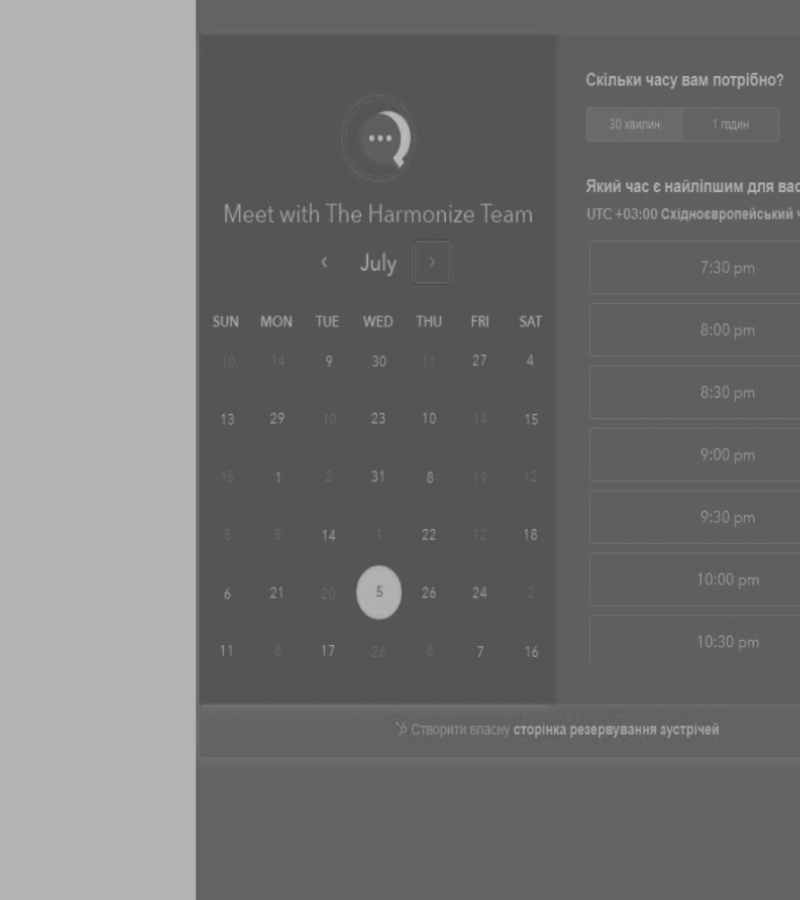 Meet with The Harmonize Team
July
SUN MON TUE WED THU FRI SAT
10 14 9 30 11 27 4
13 29 10 23 10 14 15
15 1 2 31 8 19 12
8 8 14 1 22 12 18
6 21 20 5 26 24 2
11 8 17 26 8 7 16
Скільки часу вам потрібно?
30 хвилин 1 годин
Який час є найліпшим для вас
UTC +03:00 Східноєвропейський
7:30 pm
8:00 pm
8:30 pm
9:00 pm
9:30 pm
10:00 pm
10:30 pm
Створити власну сторінка резервування зустрічей